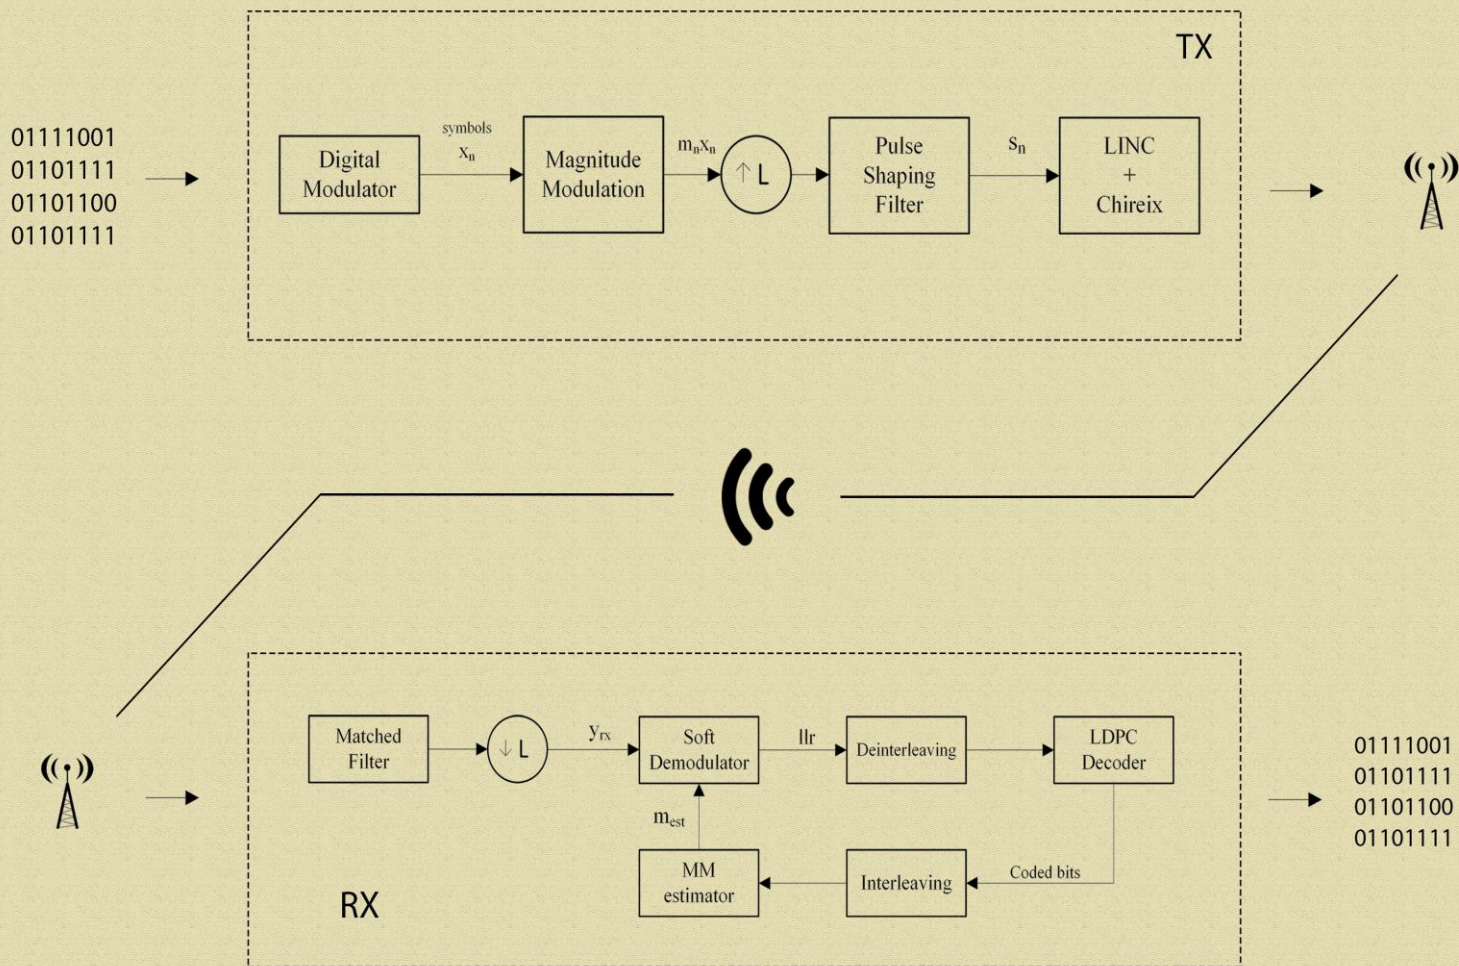 TX
01111001
01101111
01101100
01101111
Digital
Modulator
symbols
xₙ
Magnitude
Modulation
mₙxₙ
↑ L
Pulse
Shaping
Filter
sₙ
LINC
+
Chireix
Matched
Filter
↓ L
yᵣₓ
Soft
Demodulator
llr
Deinterleaving
LDPC
Decoder
mₑₛₜ
MM
estimator
Interleaving
Coded bits
RX
01111001
01101111
01101100
01101111